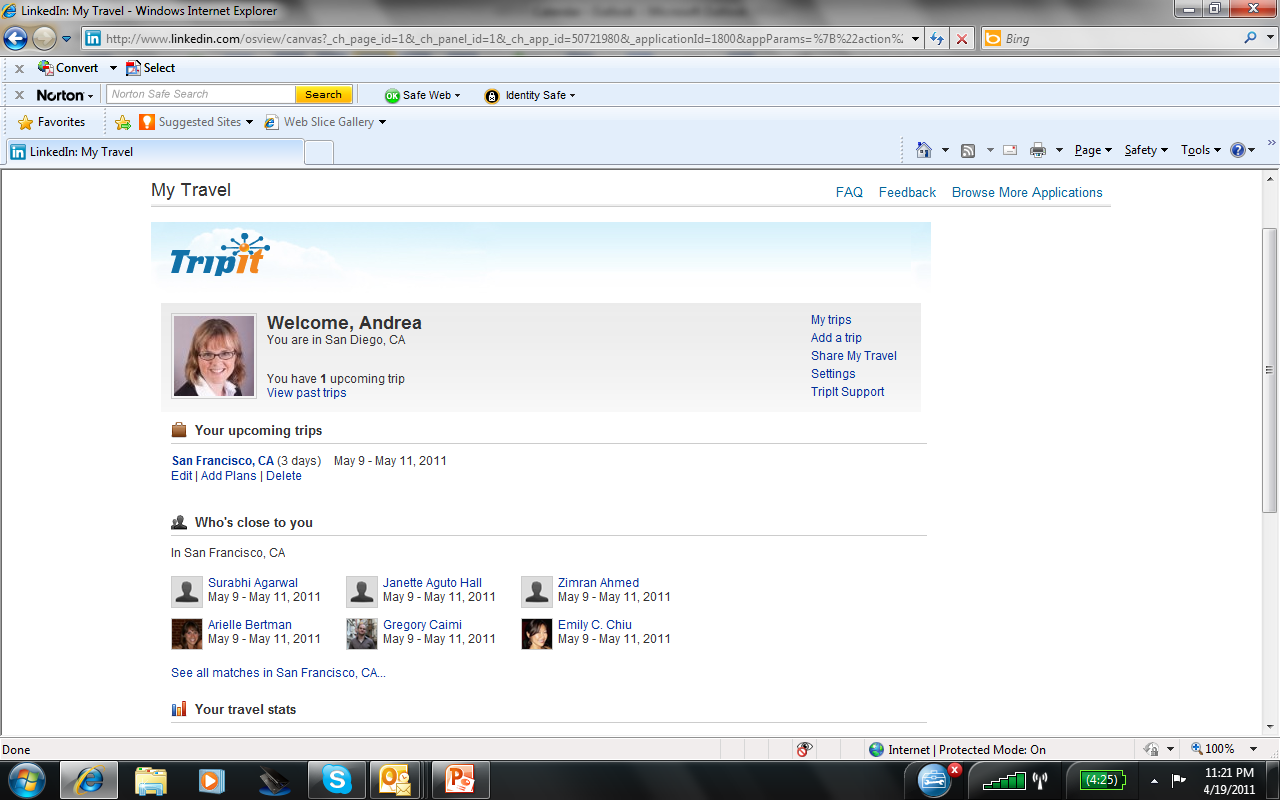 LinkedIn: My Travel - Windows Internet Explorer
http://www.linkedin.com/osview/canvas?_ch_page_id=1&_ch_panel_id=1&_ch_app_id=50721980&_applicationId=1800&appParams=%7B%22action%
Bing
Convert Select
Norton Norton Safe Search Search OK Safe Web Identity Safe
Favorites Suggested Sites Web Slice Gallery
LinkedIn: My Travel Page Safety Tools
My Travel FAQ Feedback Browse More Applications
TripIt
Welcome, Andrea
You are in San Diego, CA
You have 1 upcoming trip
View past trips
My trips
Add a trip
Share My Travel
Settings
TripIt Support
Your upcoming trips
San Francisco, CA (3 days) May 9 - May 11, 2011
Edit | Add Plans | Delete
Who's close to you
In San Francisco, CA
Surabhi Agarwal Janette Aguto Hall Zimran Ahmed
May 9 - May 11, 2011 May 9 - May 11, 2011 May 9 - May 11, 2011
Arielle Bertman Gregory Caimi Emily C. Chiu
May 9 - May 11, 2011 May 9 - May 11, 2011 May 9 - May 11, 2011
See all matches in San Francisco, CA...
Your travel stats
Done Internet | Protected Mode: On 100%
(4:25) 11:21 PM
4/19/2011